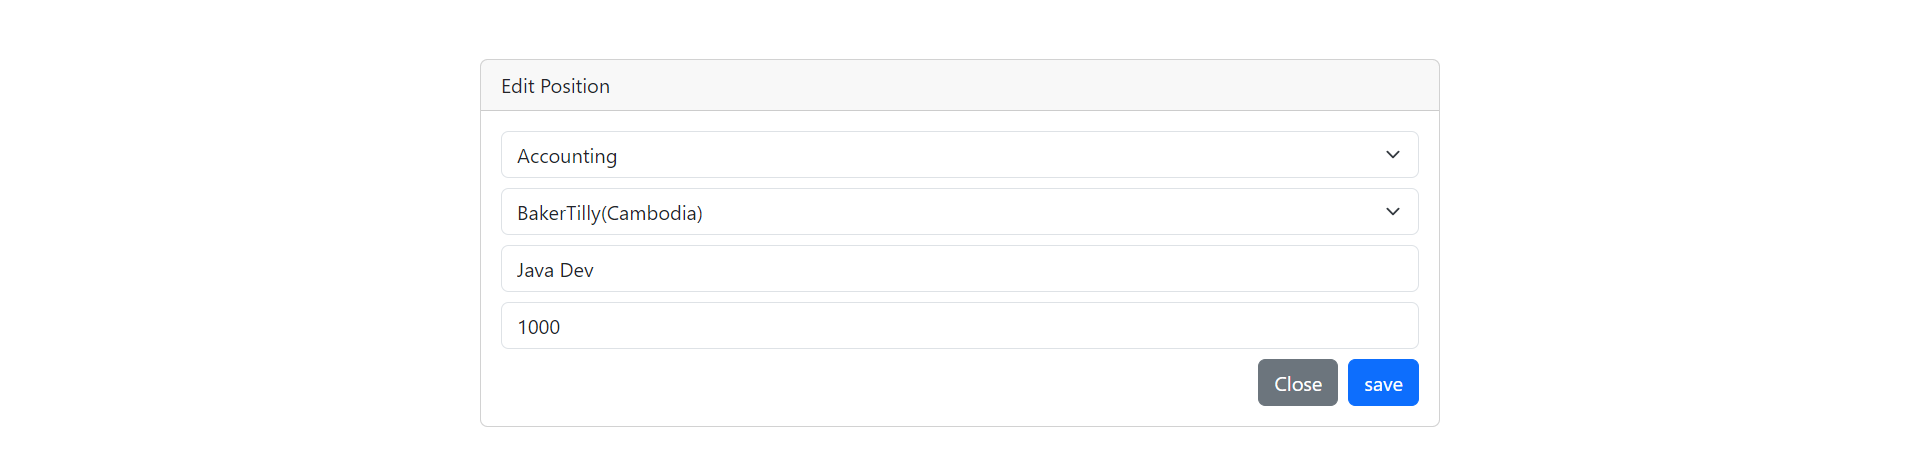 Edit Position
Accounting
BakerTilly(Cambodia)
Java Dev
1000
Close save